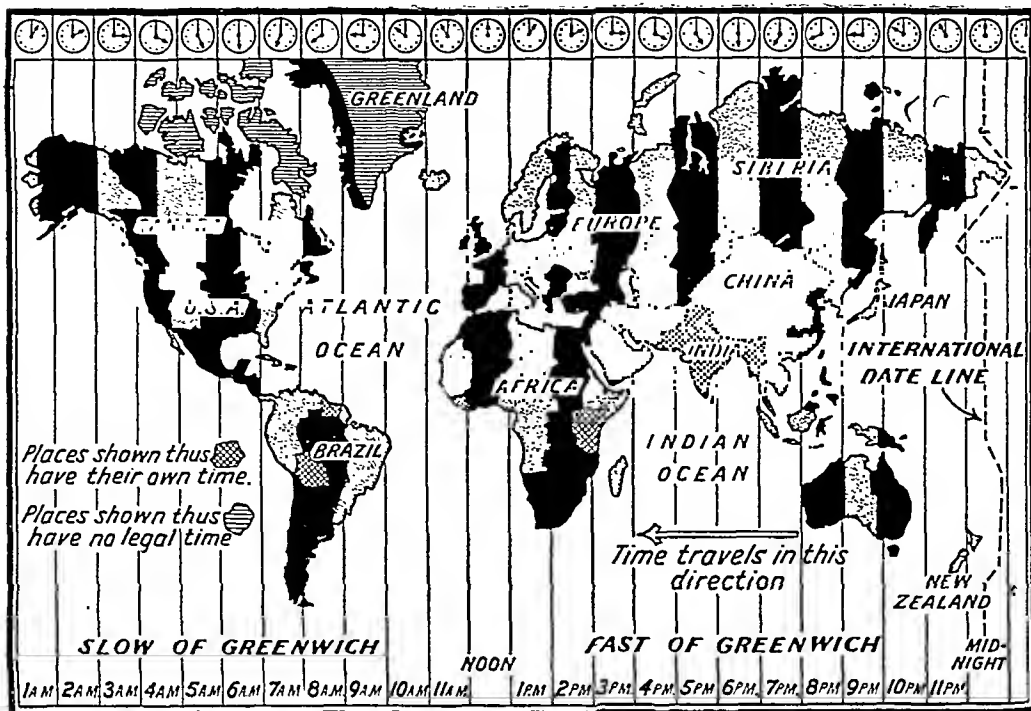 GREENLAND
SIBERIA
EUROPE
CHINA
U.S.A.
ATLANTIC
JAPAN
OCEAN
INDIA
INTERNATIONAL
DATE LINE
AFRICA
BRAZIL
INDIAN
OCEAN
Places shown thus
have their own time.
Places shown thus
have no legal time
Time travels in this
direction
NEW
ZEALAND
SLOW OF GREENWICH
FAST OF GREENWICH
NOON
MID-
NIGHT
1AM 2AM 3AM 4AM 5AM 6AM 7AM 8AM 9AM 10AM 11AM 1PM 2PM 3PM. 4PM. 5PM 6PM. 7PM. 8PM 9PM 10PM 11PM.